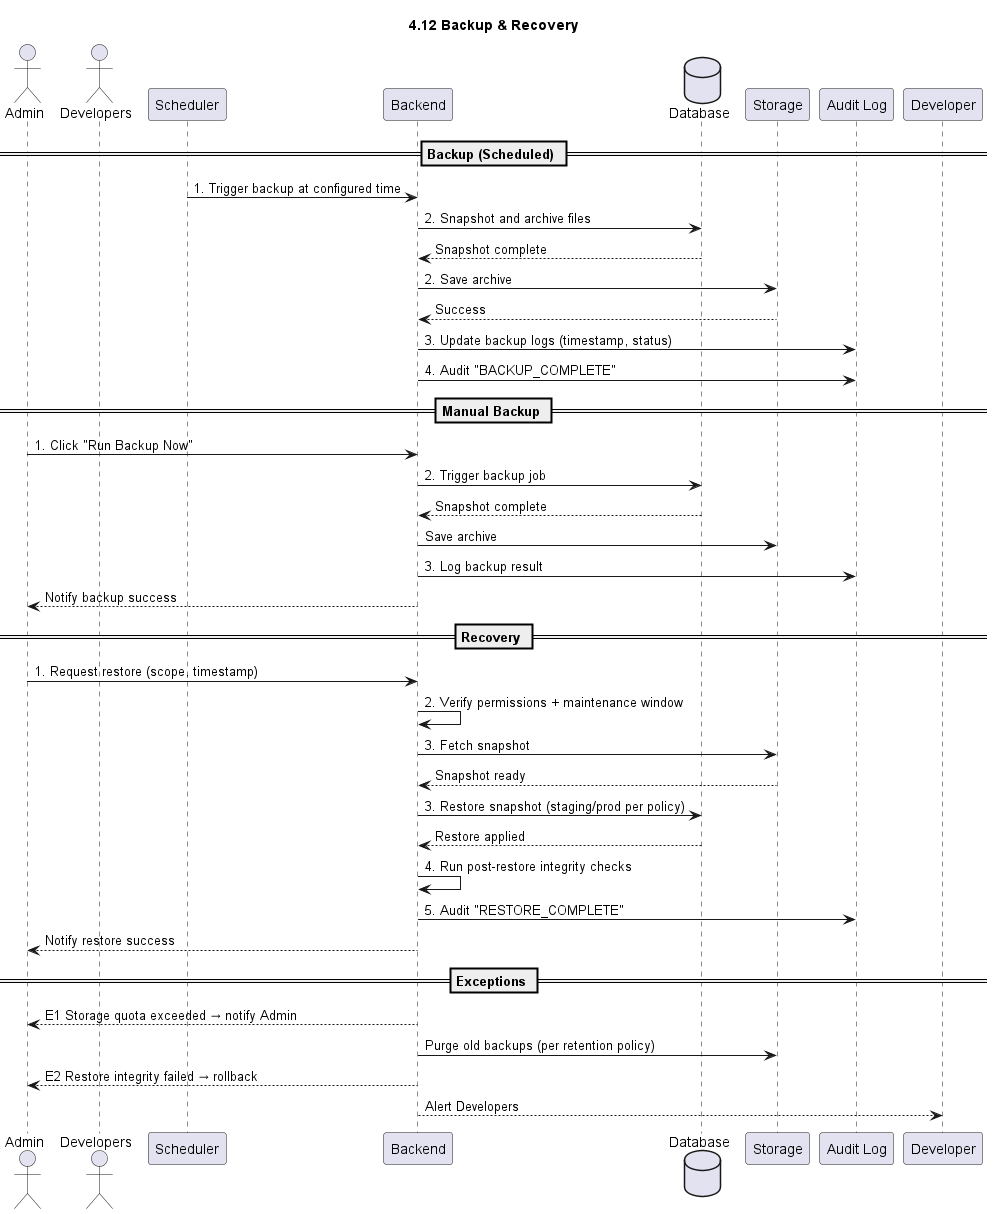 4.12 Backup & Recovery
Admin
Developers
Scheduler
Backend
Database
Storage
Audit Log
Developer
Backup (Scheduled)
1. Trigger backup at configured time
2. Snapshot and archive files
Snapshot complete
2. Save archive
Success
3. Update backup logs (timestamp, status)
4. Audit "BACKUP_COMPLETE"
Manual Backup
1. Click "Run Backup Now"
2. Trigger backup job
Snapshot complete
Save archive
3. Log backup result
Notify backup success
Recovery
1. Request restore (scope, timestamp)
2. Verify permissions + maintenance window
3. Fetch snapshot
Snapshot ready
3. Restore snapshot (staging/prod per policy)
Restore applied
4. Run post-restore integrity checks
5. Audit "RESTORE_COMPLETE"
Notify restore success
Exceptions
E1 Storage quota exceeded → notify Admin
Purge old backups (per retention policy)
E2 Restore integrity failed → rollback
Alert Developers
Admin
Developers
Scheduler
Backend
Database
Storage
Audit Log
Developer